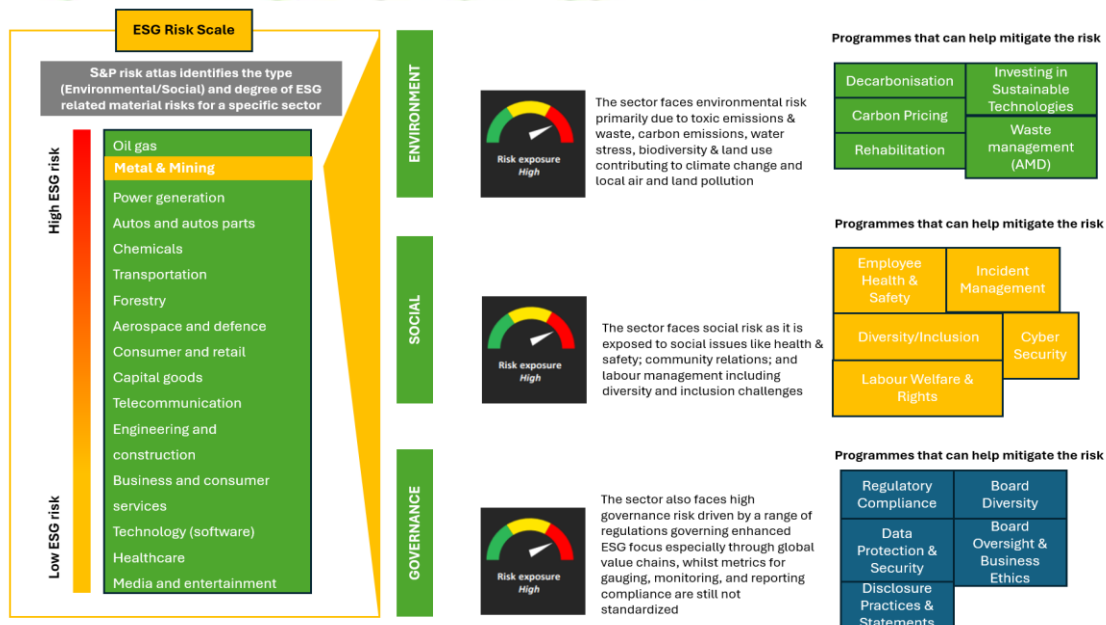 ESG Risk Scale
S&P risk atlas identifies the type
(Environmental/Social) and degree of ESG
related material risks for a specific sector
High ESG risk
Low ESG risk
Oil gas
Metal & Mining
Power generation
Autos and autos parts
Chemicals
Transportation
Forestry
Aerospace and defence
Consumer and retail
Capital goods
Telecommunication
Engineering and
construction
Business and consumer
services
Technology (software)
Healthcare
Media and entertainment
ENVIRONMENT
Risk exposure
High
The sector faces environmental risk
primarily due to toxic emissions &
waste, carbon emissions, water
stress, biodiversity & land use
contributing to climate change and
local air and land pollution
Programmes that can help mitigate the risk
Decarbonisation
Carbon Pricing
Rehabilitation
Investing in
Sustainable
Technologies
Waste
management
(AMD)
SOCIAL
Risk exposure
High
The sector faces social risk as it is
exposed to social issues like health &
safety; community relations; and
labour management including
diversity and inclusion challenges
Programmes that can help mitigate the risk
Employee
Health &
Safety
Incident
Management
Diversity/Inclusion
Cyber
Security
Labour Welfare &
Rights
GOVERNANCE
Risk exposure
High
The sector also faces high
governance risk driven by a range of
regulations governing enhanced
ESG focus especially through global
value chains, whilst metrics for
gauging, monitoring, and reporting
compliance are still not
standardized
Programmes that can help mitigate the risk
Regulatory
Compliance
Board
Diversity
Data
Protection &
Security
Board
Oversight &
Business
Ethics
Disclosure
Practices &
Statements